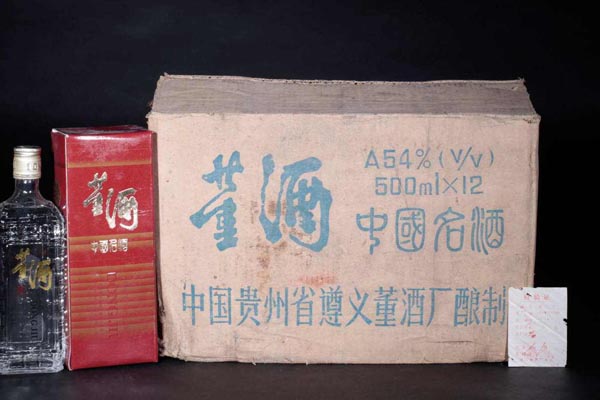 董酒
A54% (V/V)
500ml×12
中國名酒
中国贵州省遵义董酒厂酿制
董酒
中国名酒
董酒